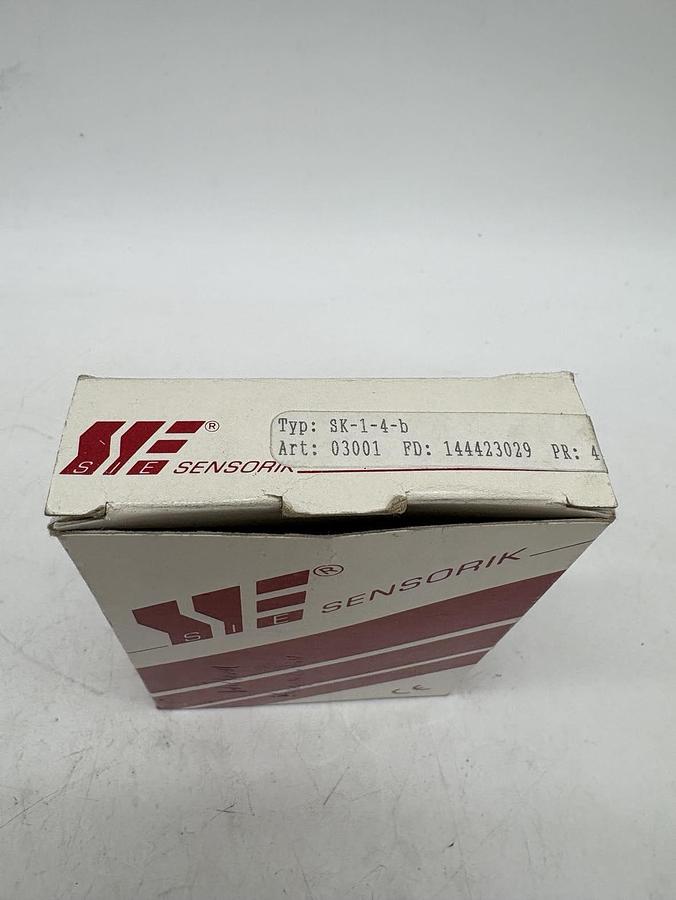 SIE® SENSORIK
Typ: SK-1-4-b
Art: 03001 FD: 144423029 PR: 4
SIE® SENSORIK
CE